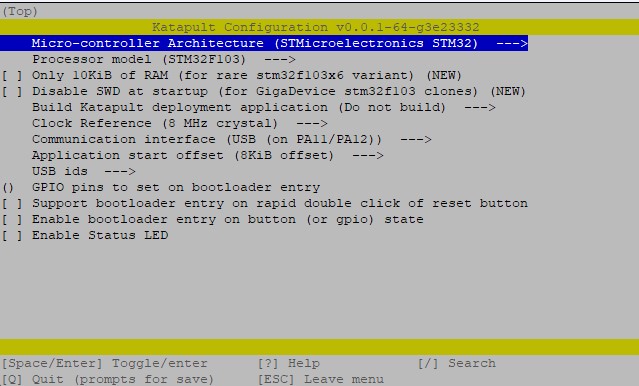 (Top)
Katapult Configuration v0.0.1-64-g3e23332
Micro-controller Architecture (STMicroelectronics STM32)  --->
Processor model (STM32F103)  --->
[ ] Only 10KiB of RAM (for rare stm32f103x6 variant) (NEW)
[ ] Disable SWD at startup (for GigaDevice stm32f103 clones) (NEW)
Build Katapult deployment application (Do not build)  --->
Clock Reference (8 MHz crystal)  --->
Communication interface (USB (on PA11/PA12))  --->
Application start offset (8KiB offset)  --->
USB ids  --->
()  GPIO pins to set on bootloader entry
[ ] Support bootloader entry on rapid double click of reset button
[ ] Enable bootloader entry on button (or gpio) state
[ ] Enable Status LED
[Space/Enter] Toggle/enter  [?] Help  [/] Search
[Q] Quit (prompts for save)  [ESC] Leave menu